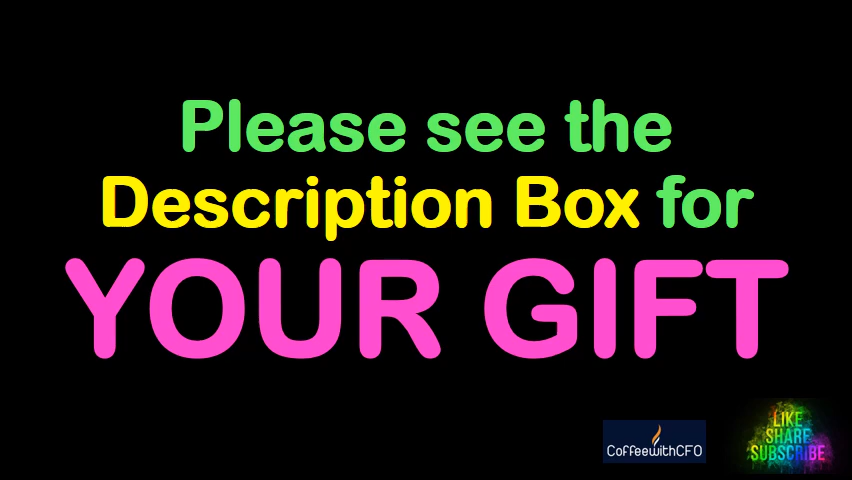 Please see the
Description Box for
YOUR GIFT
CoffeewithCFO
LIKE
SHARE
SUBSCRIBE